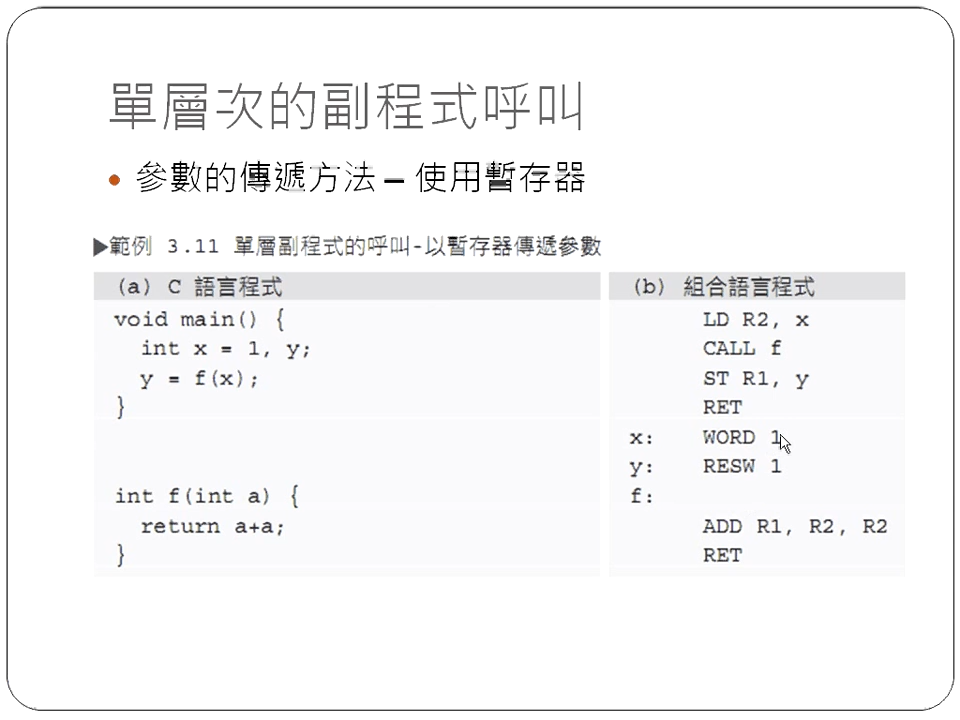 單層次的副程式呼叫
• 參數的傳遞方法 – 使用暫存器
▶範例 3.11 單層副程式的呼叫-以暫存器傳遞參數
(a) C 語言程式
void main() {
int x = 1, y;
y = f(x);
}
int f(int a) {
return a+a;
}
(b) 組合語言程式
LD R2, x
CALL f
ST R1, y
RET
x: WORD 1
y: RESW 1
f:
ADD R1, R2, R2
RET